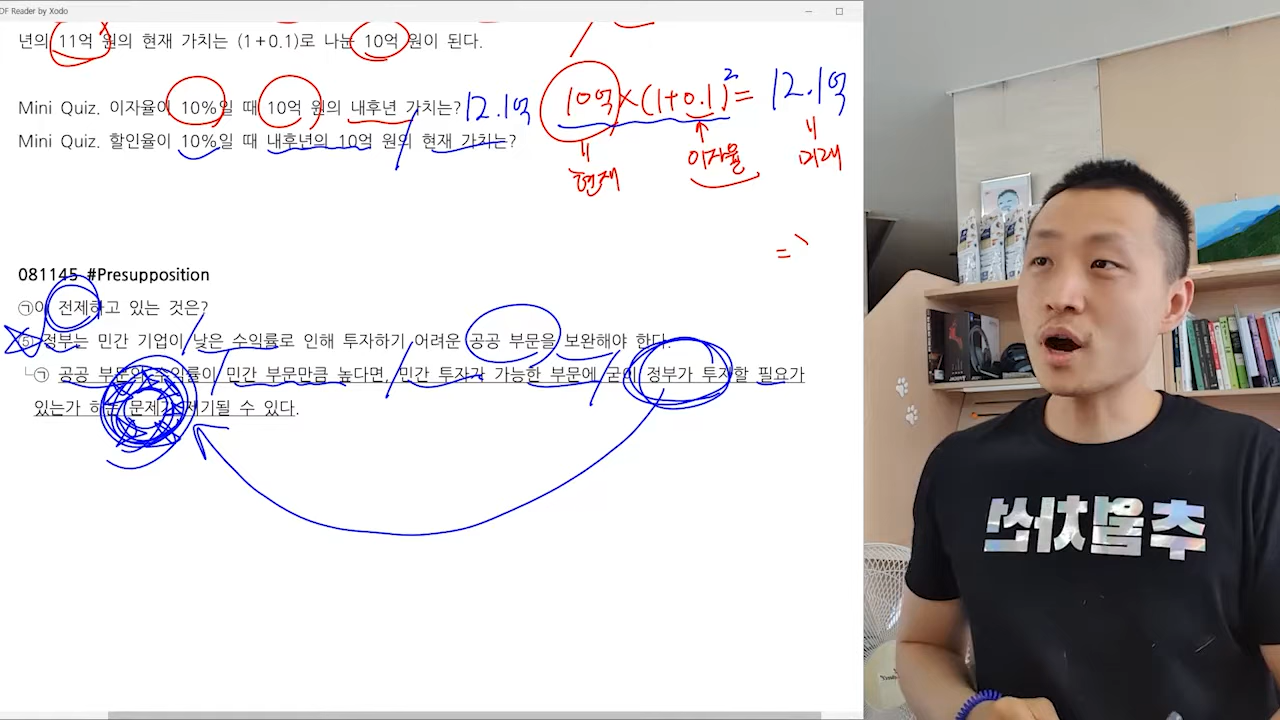 DF Reader by Xodo
년의 11억 원의 현재 가치는 (1+0.1)로 나눈 10억 원이 된다.
Mini Quiz. 이자율이 10%일 때 10억 원의 내후년 가치는? 12.1억
10억×(1+0.1)²= 12.1억
Mini Quiz. 할인율이 10%일 때 내후년의 10억 원의 현재 가치는?
현재
이자율
미래
081145 #Presupposition
㉠이 전제하고 있는 것은?
⑤ 정부는 민간 기업이 낮은 수익률로 인해 투자하기 어려운 공공 부문을 보완해야 한다.
└㉠ 공공 부문의 수익률이 민간 부문만큼 높다면, 민간 투자가 가능한 부문에 굳이 정부가 투자할 필요가
있는가 하는 문제가 제기될 수 있다.
추월차선